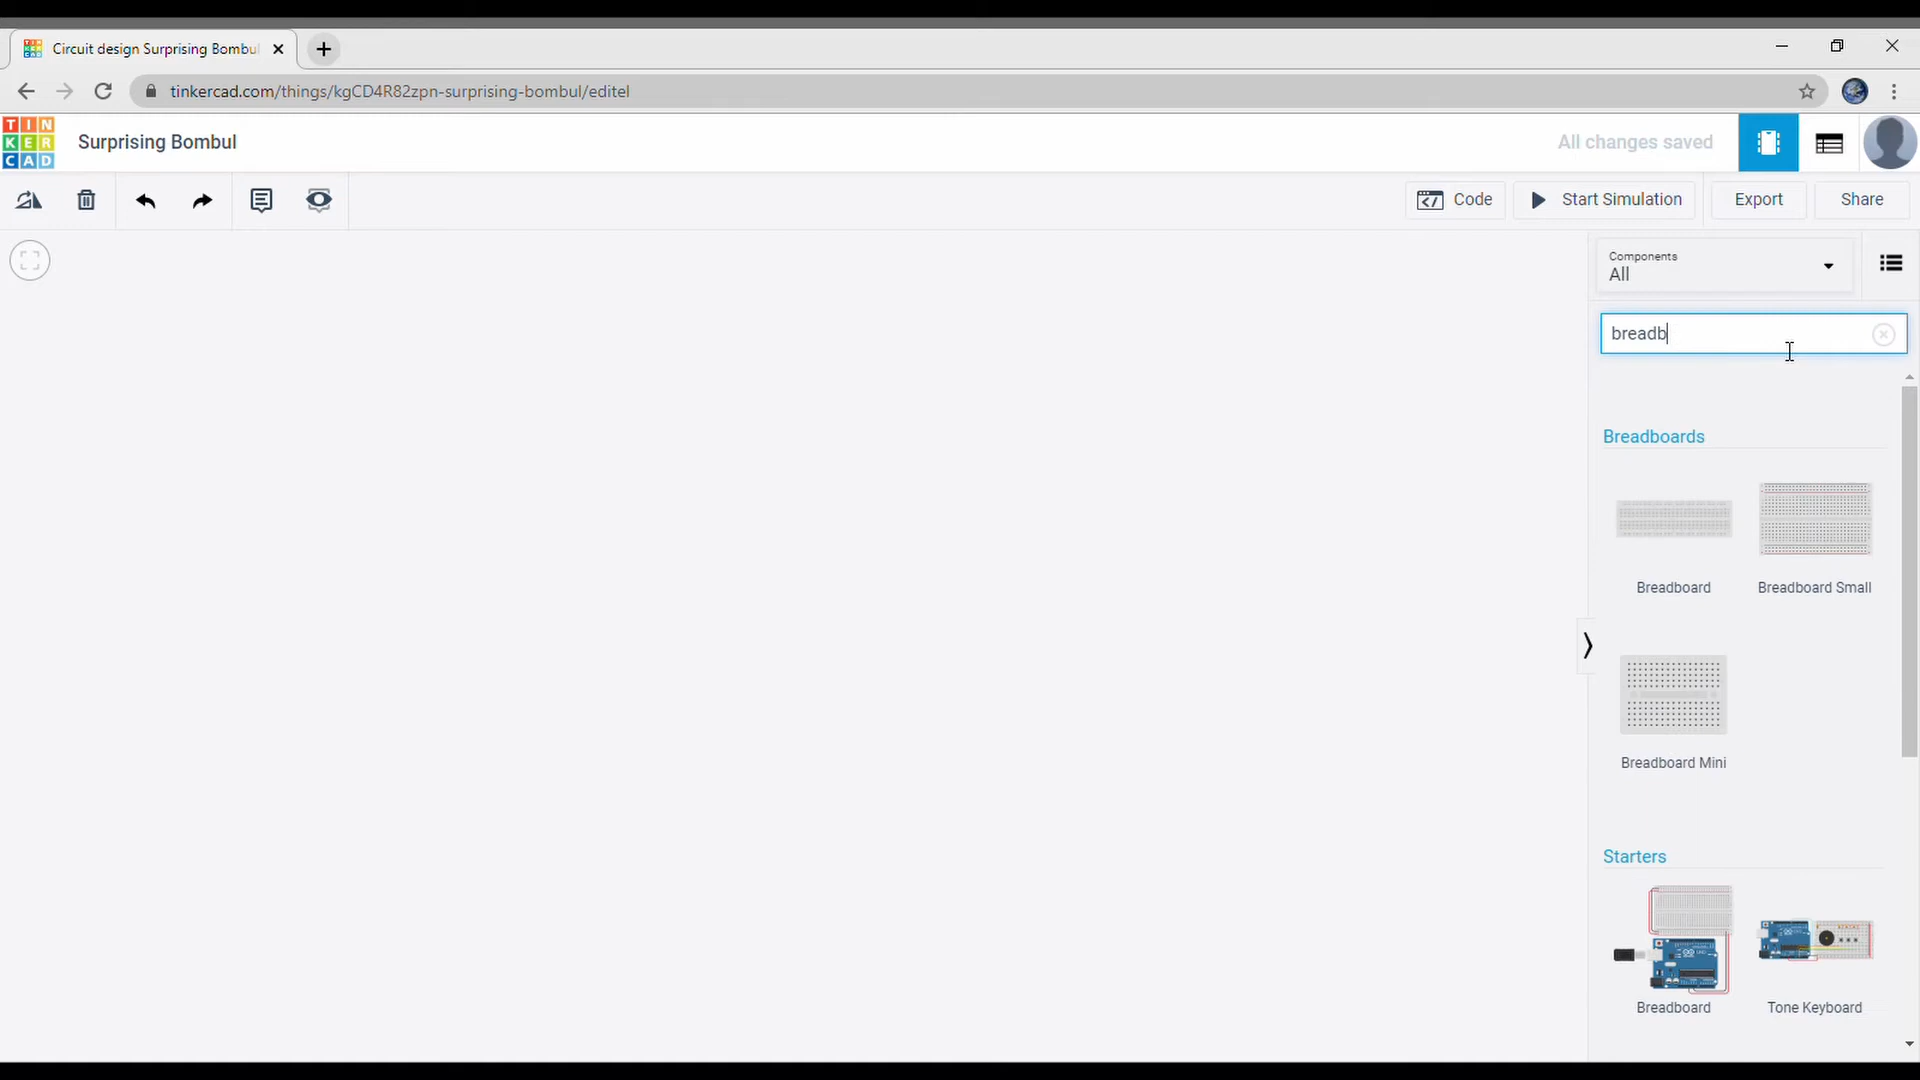 Circuit design Surprising Bombul
tinkercad.com/things/kgCD4R82zpn-surprising-bombul/editel
TIN
KER
CAD
Surprising Bombul
All changes saved
Code
Start Simulation
Export
Share
Components
All
breadb
Breadboards
Breadboard
Breadboard Small
Breadboard Mini
Starters
Breadboard
Tone Keyboard